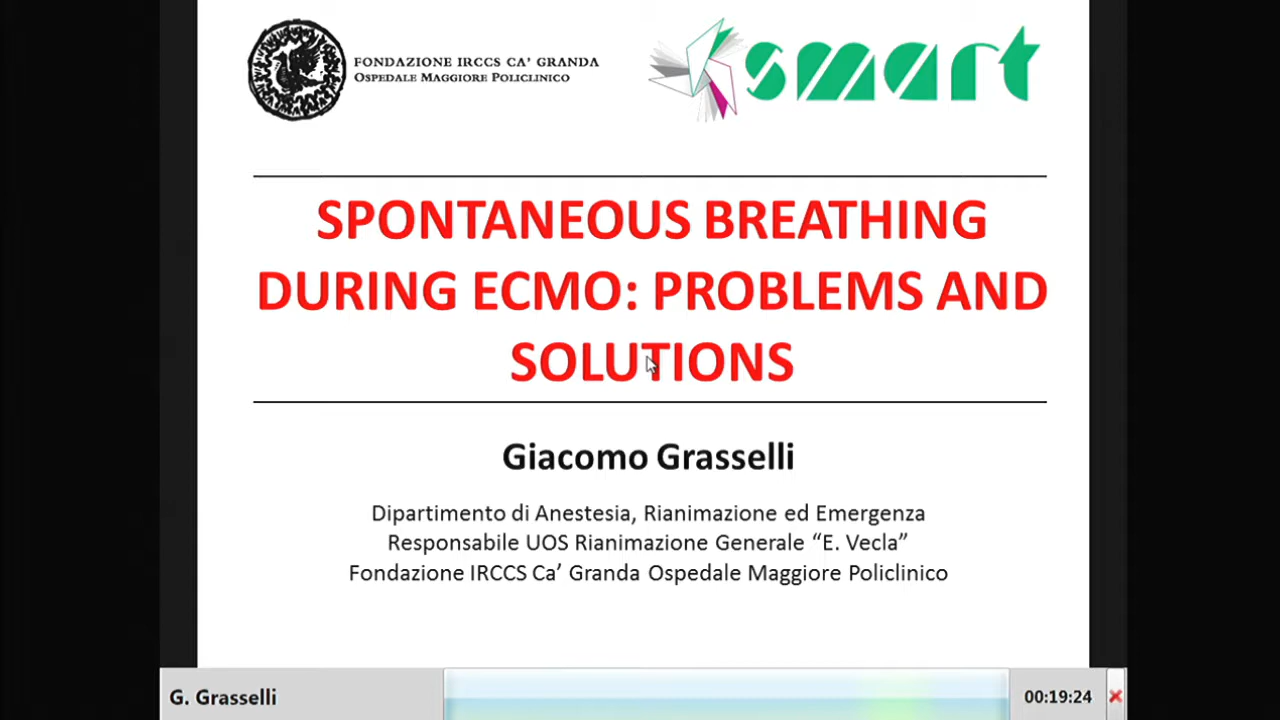 FONDAZIONE IRCCS CA' GRANDA
OSPEDALE MAGGIORE POLICLINICO
smart
SPONTANEOUS BREATHING
DURING ECMO: PROBLEMS AND
SOLUTIONS
Giacomo Grasselli
Dipartimento di Anestesia, Rianimazione ed Emergenza
Responsabile UOS Rianimazione Generale “E. Vecla”
Fondazione IRCCS Ca’ Granda Ospedale Maggiore Policlinico
G. Grasselli
00:19:24